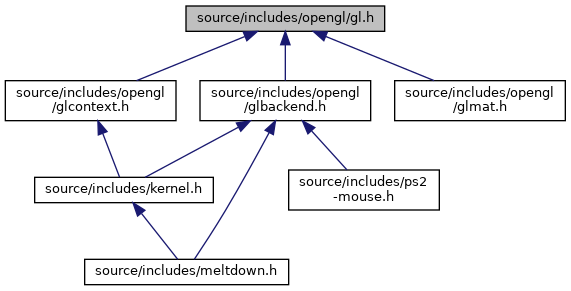 source/includes/opengl/gl.h
source/includes/opengl
/glcontext.h
source/includes/opengl
/glbackend.h
source/includes/opengl
/glmat.h
source/includes/kernel.h
source/includes/ps2
-mouse.h
source/includes/meltdown.h